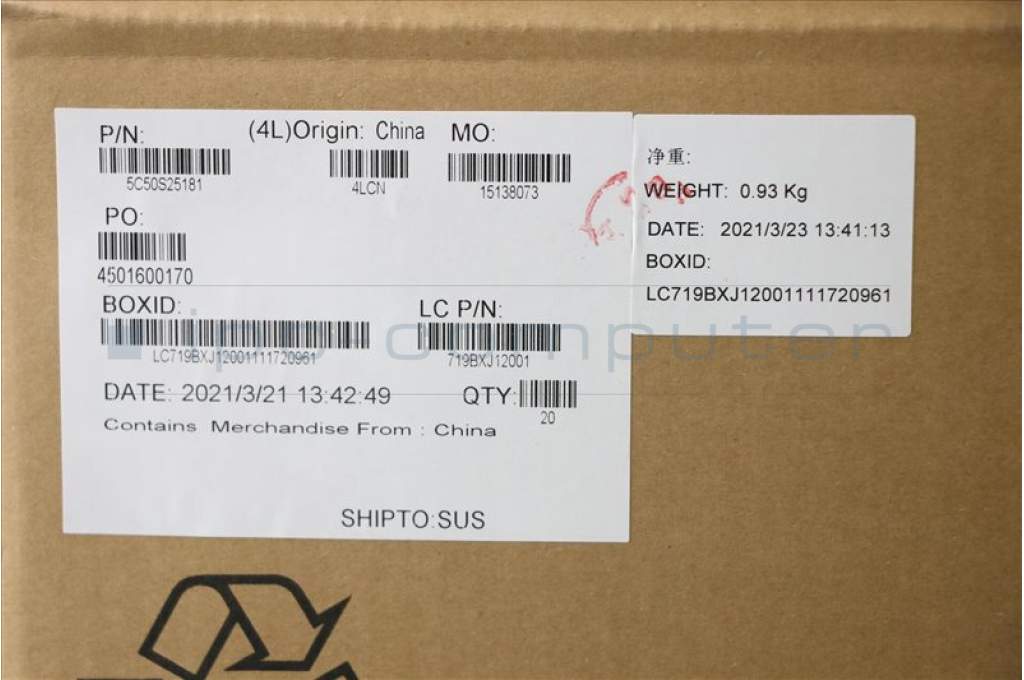 P/N: (4L)Origin: China MO:
5C50S25181 4LCN 15138073
PO:
4501600170
BOXID: LC P/N:
LC719BXJ12001111720961 719BXJ12001
DATE: 2021/3/21 13:42:49 QTY:
20
Contains Merchandise From : China
SHIPTO:SUS
净重:
WEIGHT: 0.93 Kg
DATE: 2021/3/23 13:41:13
BOXID:
LC719BXJ12001111720961
ipc-computer